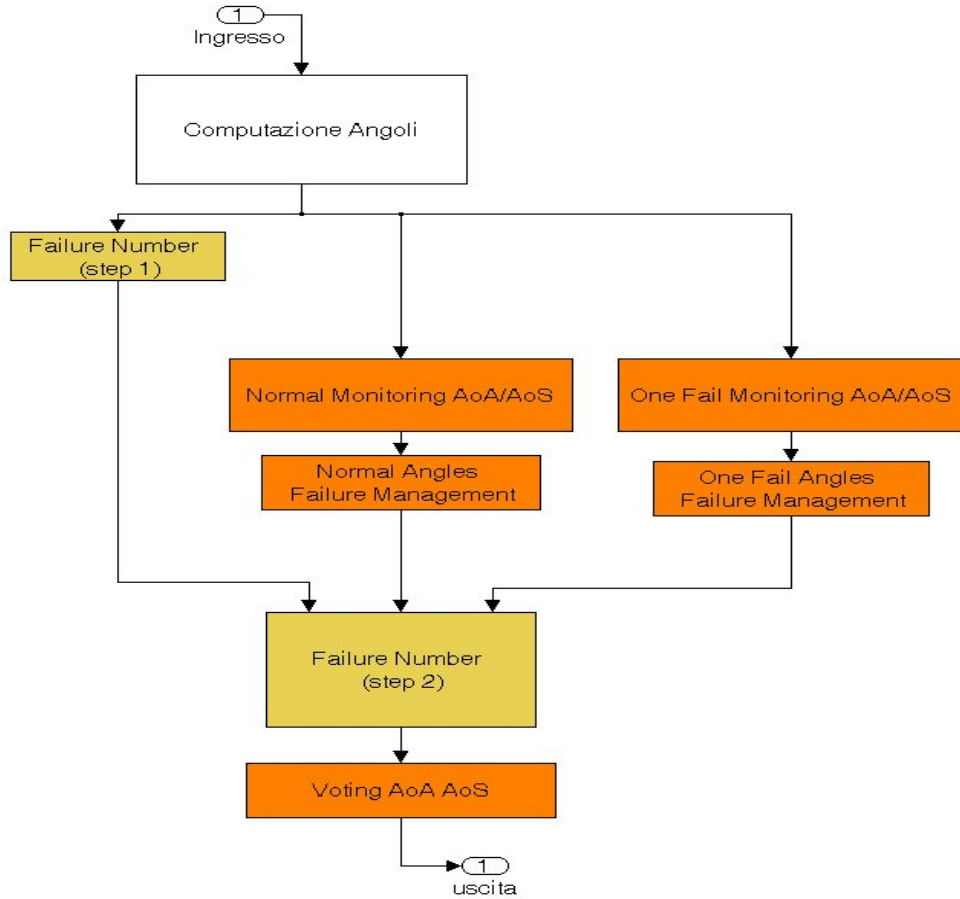 1
Ingresso
Computazione Angoli
Failure Number
(step 1)
Normal Monitoring AoA/AoS
One Fail Monitoring AoA/AoS
Normal Angles
Failure Management
One Fail Angles
Failure Management
Failure Number
(step 2)
Voting AoA AoS
1
uscita